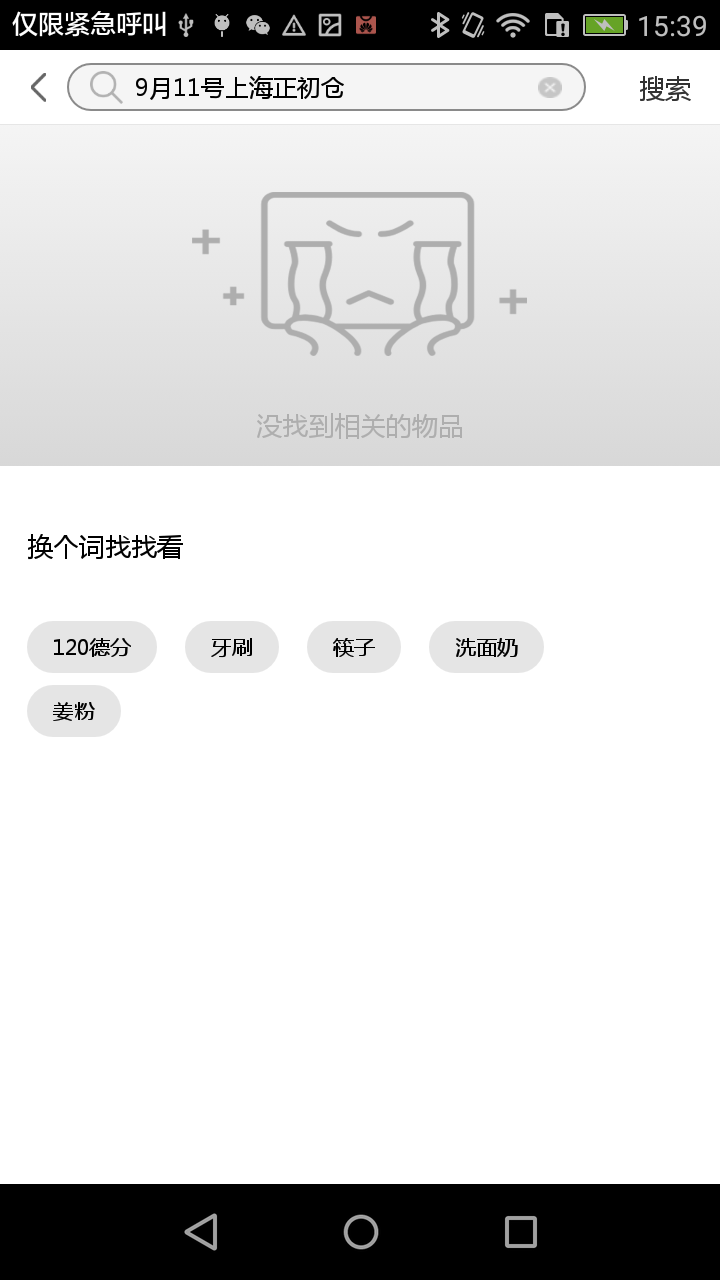 仅限紧急呼叫 15:39
9月11号上海正初仓 搜索
没找到相关的物品
换个词找找看
120德分 牙刷 筷子 洗面奶
姜粉